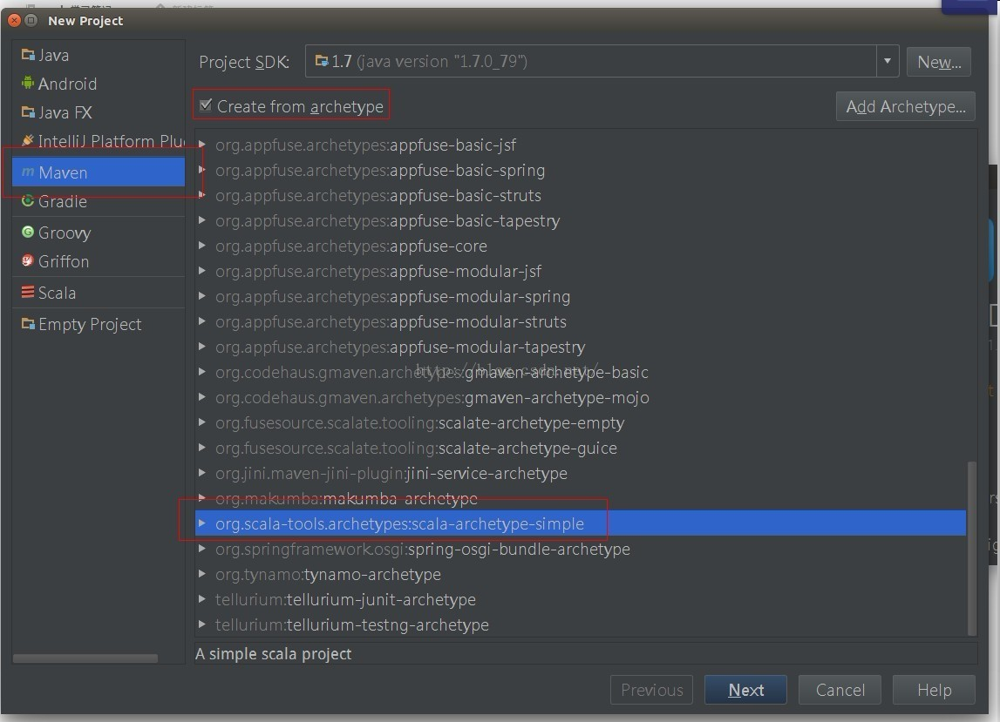 New Project
Java
Android
Java FX
IntelliJ Platform Plu
Maven
Gradle
Groovy
Griffon
Scala
Empty Project
Project SDK: 1.7 (java version "1.7.0_79") New...
Create from archetype Add Archetype...
org.appfuse.archetypes:appfuse-basic-jsf
org.appfuse.archetypes:appfuse-basic-spring
org.appfuse.archetypes:appfuse-basic-struts
org.appfuse.archetypes:appfuse-basic-tapestry
org.appfuse.archetypes:appfuse-core
org.appfuse.archetypes:appfuse-modular-jsf
org.appfuse.archetypes:appfuse-modular-spring
org.appfuse.archetypes:appfuse-modular-struts
org.appfuse.archetypes:appfuse-modular-tapestry
http://blog.csdn.net/
org.codehaus.gmaven.archetypes:gmaven-archetype-basic
org.codehaus.gmaven.archetypes:gmaven-archetype-mojo
org.fusesource.scalate.tooling:scalate-archetype-empty
org.fusesource.scalate.tooling:scalate-archetype-guice
org.jini.maven-jini-plugin:jini-service-archetype
org.makumba:makumba-archetype
org.scala-tools.archetypes:scala-archetype-simple
org.springframework.osgi:spring-osgi-bundle-archetype
org.tynamo:tynamo-archetype
tellurium:tellurium-junit-archetype
tellurium:tellurium-testng-archetype
A simple scala project
Previous Next Cancel Help